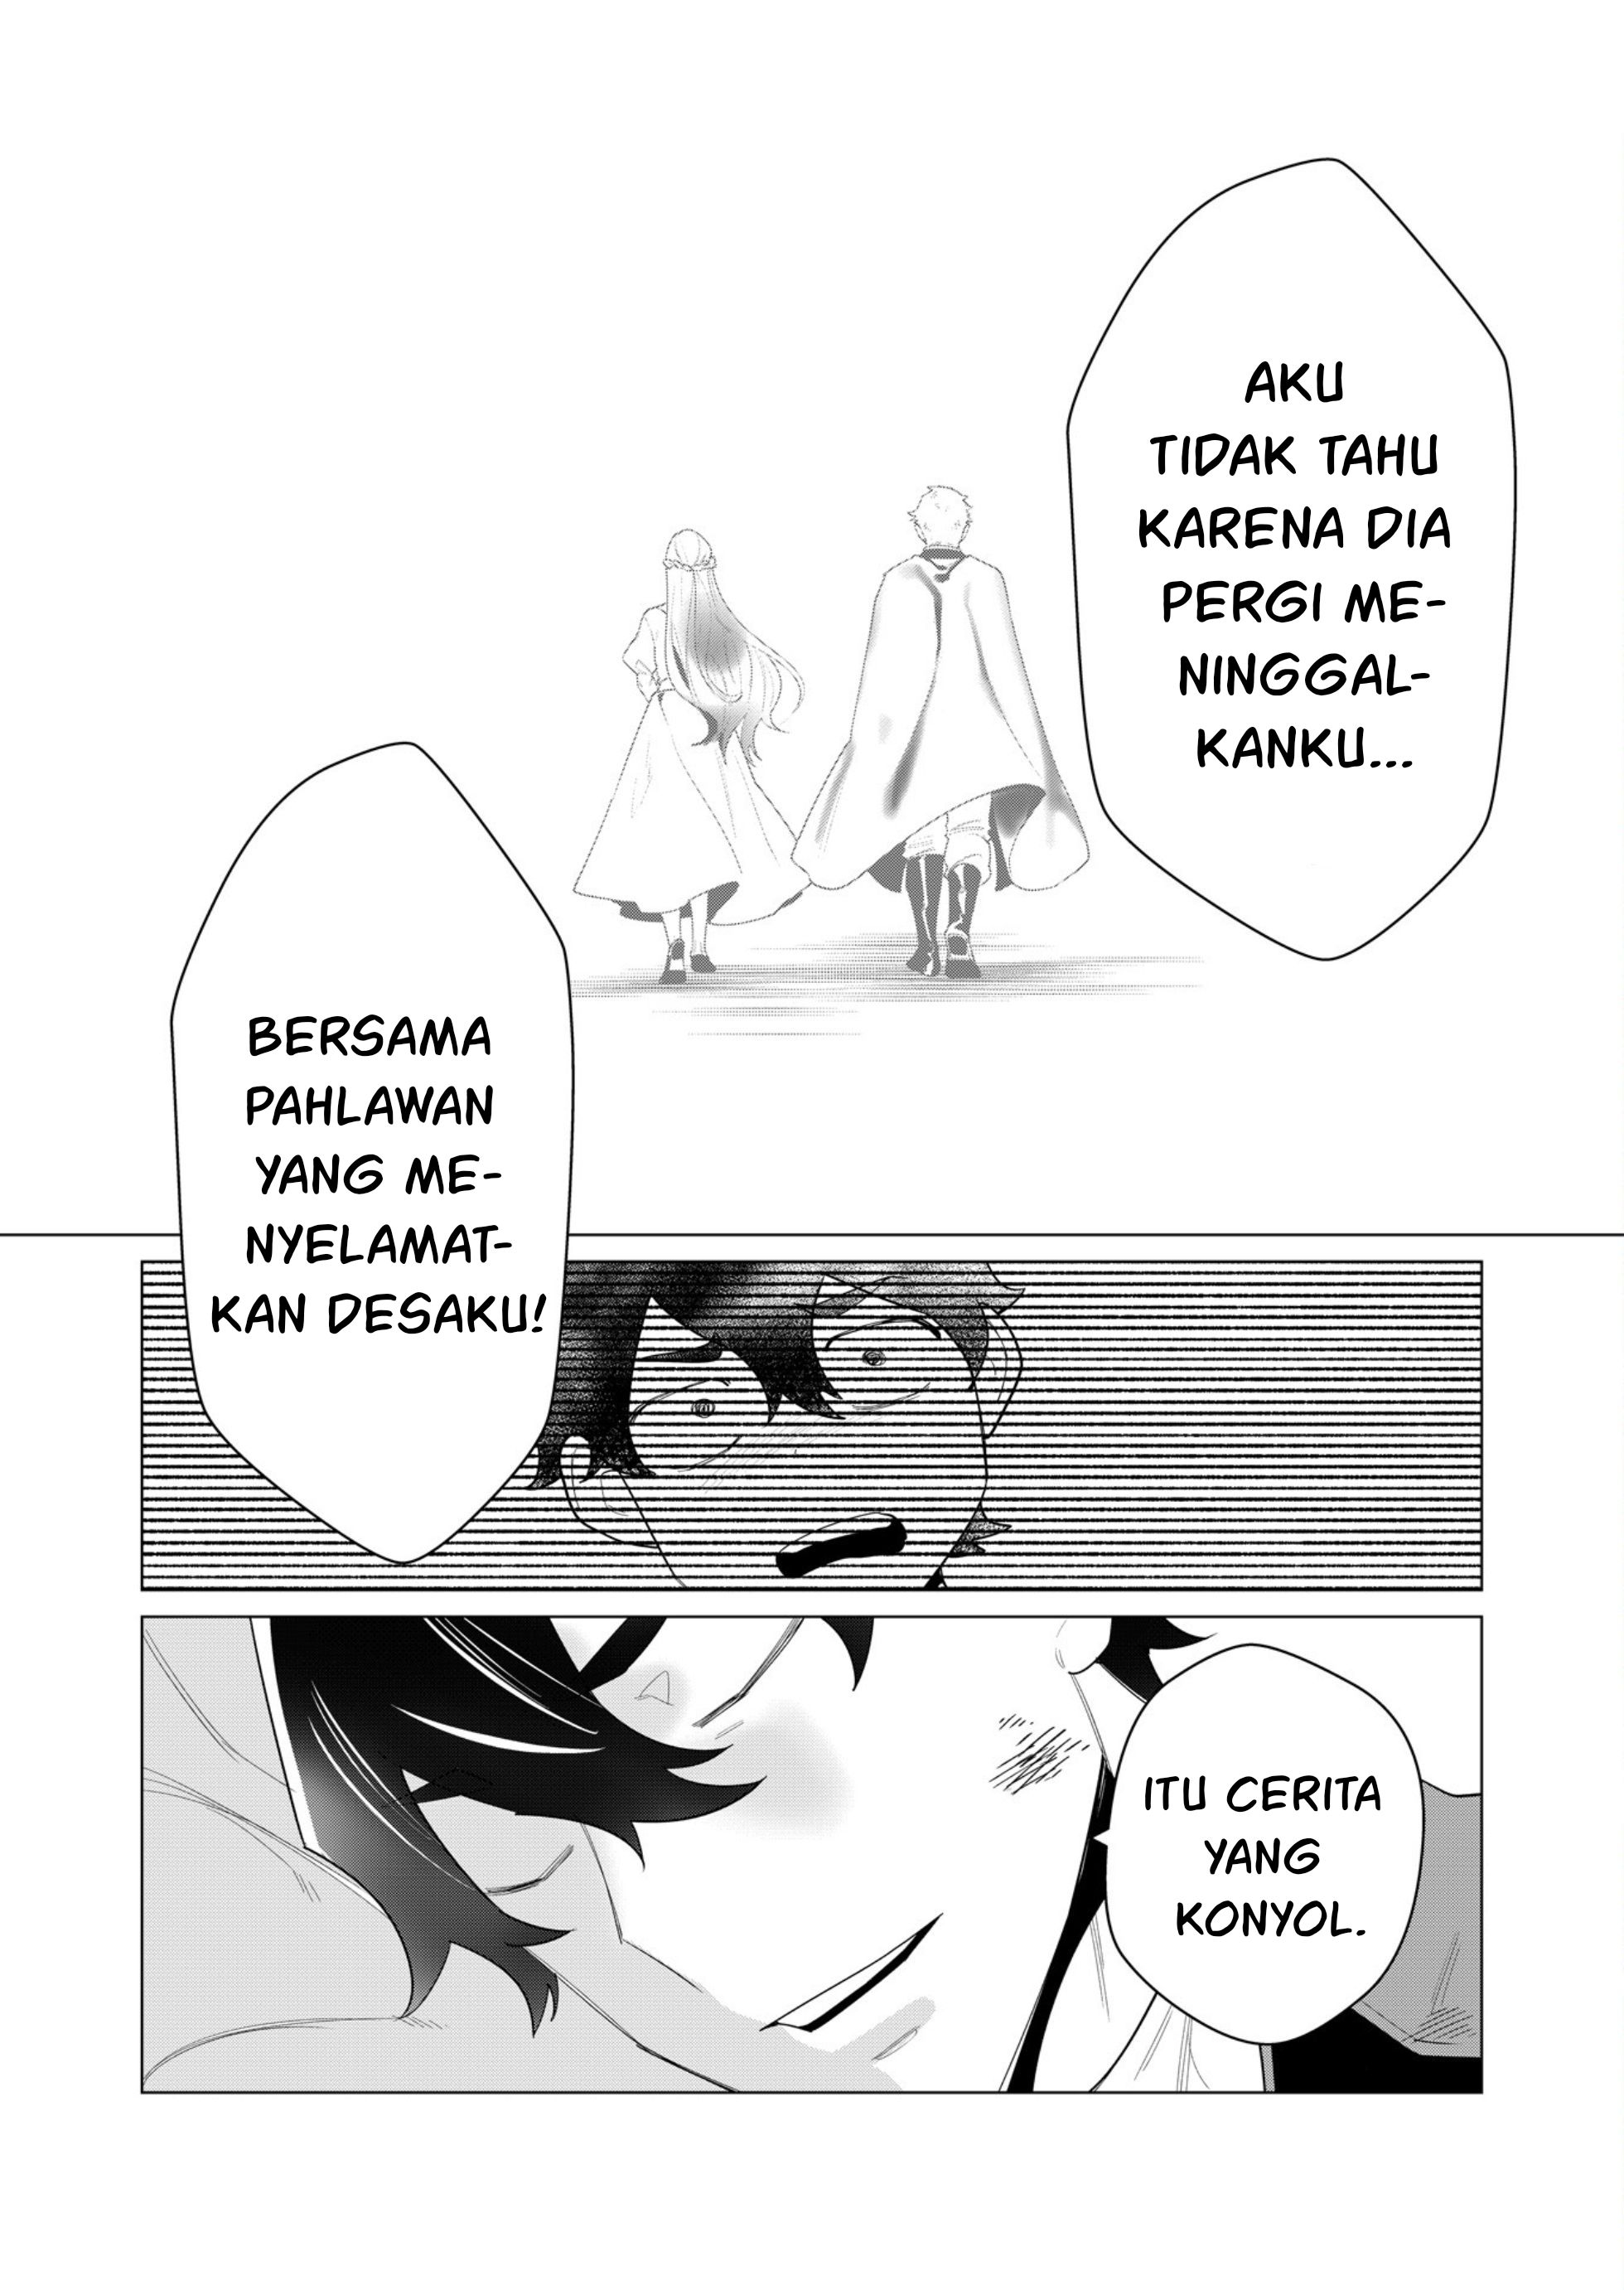 AKU
TIDAK TAHU
KARENA DIA
PERGI ME-
NINGGAL-
KANKU...
BERSAMA
PAHLAWAN
YANG ME-
NYELAMAT-
KAN DESAKU!
ITU CERITA
YANG
KONYOL.